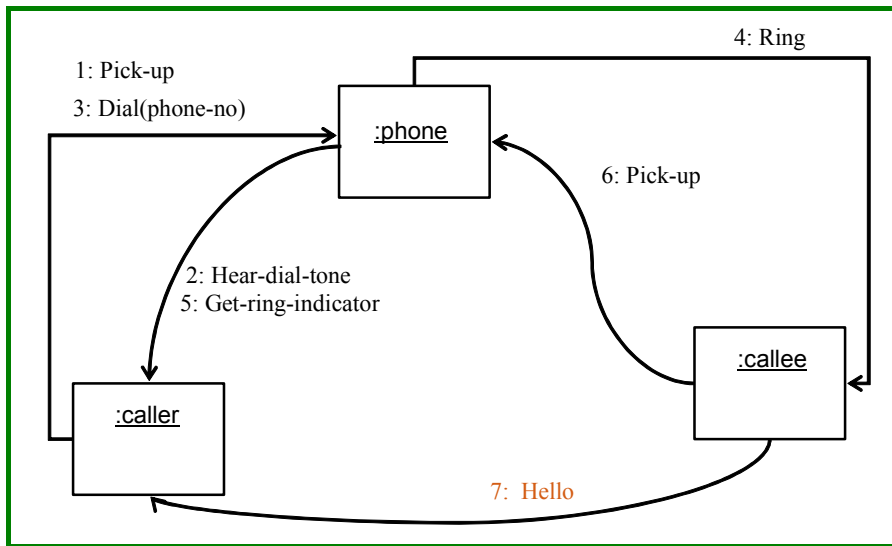 4: Ring
1: Pick-up
3: Dial(phone-no)
:phone
6: Pick-up
2: Hear-dial-tone
5: Get-ring-indicator
:callee
:caller
7: Hello